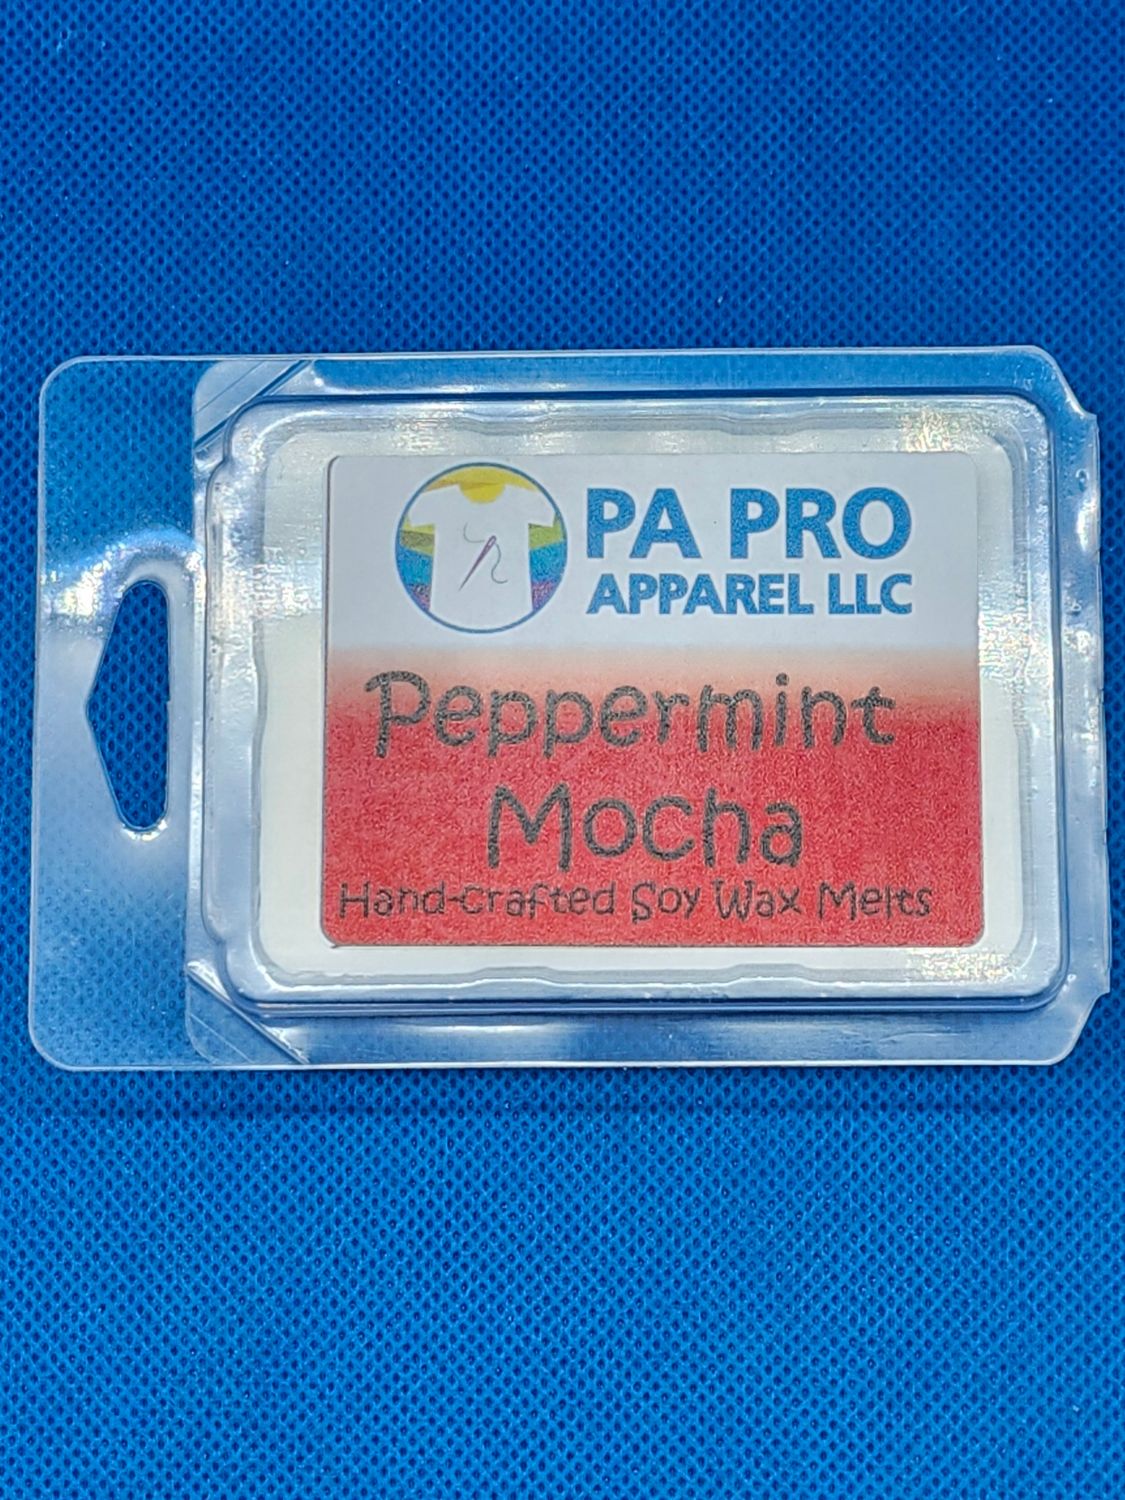 PA PRO
APPAREL LLC
Peppermint
Mocha
Hand-crafted Soy Wax Melts